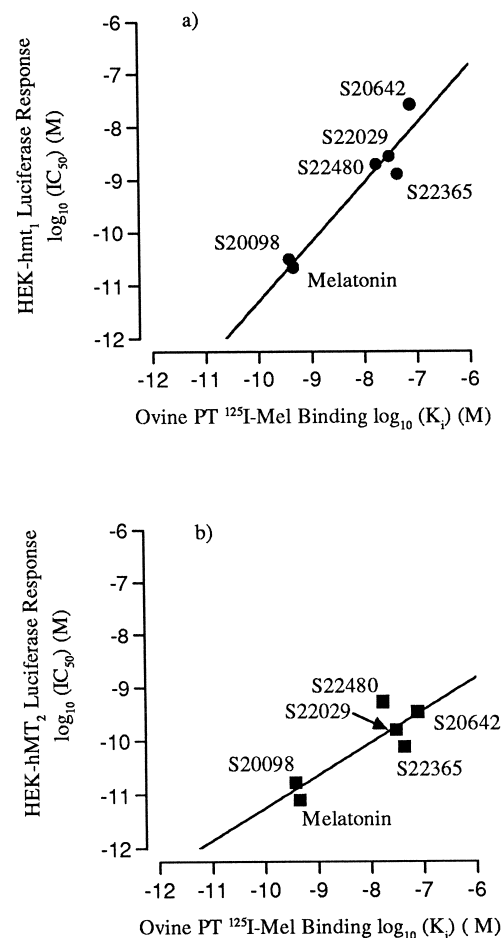 a)
HEK-hmt₁ Luciferase Response
log₁₀ (IC₅₀) (M)
-6
-7
-8
-9
-10
-11
-12
S20642
S22029
S22480
S22365
S20098
Melatonin
-12 -11 -10 -9 -8 -7 -6
Ovine PT ¹²⁵I-Mel Binding log₁₀ (Kᵢ) (M)
b)
HEK-hMT₂ Luciferase Response
log₁₀ (IC₅₀) (M)
-6
-7
-8
-9
-10
-11
-12
S22480
S22029
S20642
S22365
S20098
Melatonin
-12 -11 -10 -9 -8 -7 -6
Ovine PT ¹²⁵I-Mel Binding log₁₀ (Kᵢ) ( M)